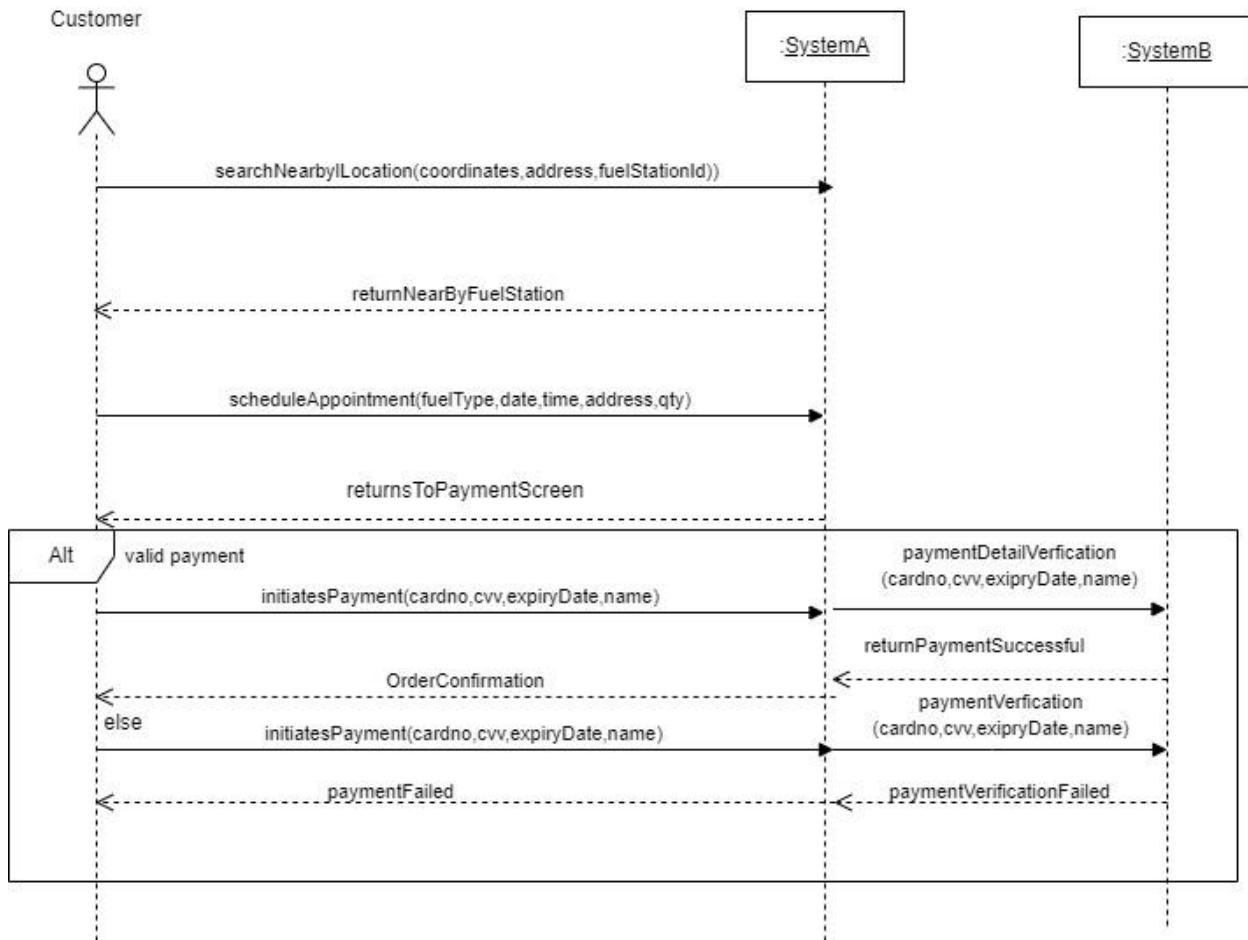 Customer
:SystemA
:SystemB
searchNearbylLocation(coordinates,address,fuelStationId))
returnNearByFuelStation
scheduleAppointment(fuelType,date,time,address,qty)
returnsToPaymentScreen
Alt
valid payment
paymentDetailVerfication
(cardno,cvv,exipryDate,name)
initiatesPayment(cardno,cvv,expiryDate,name)
returnPaymentSuccessful
OrderConfirmation
paymentVerfication
(cardno,cvv,exipryDate,name)
else
initiatesPayment(cardno,cvv,expiryDate,name)
paymentFailed
paymentVerificationFailed